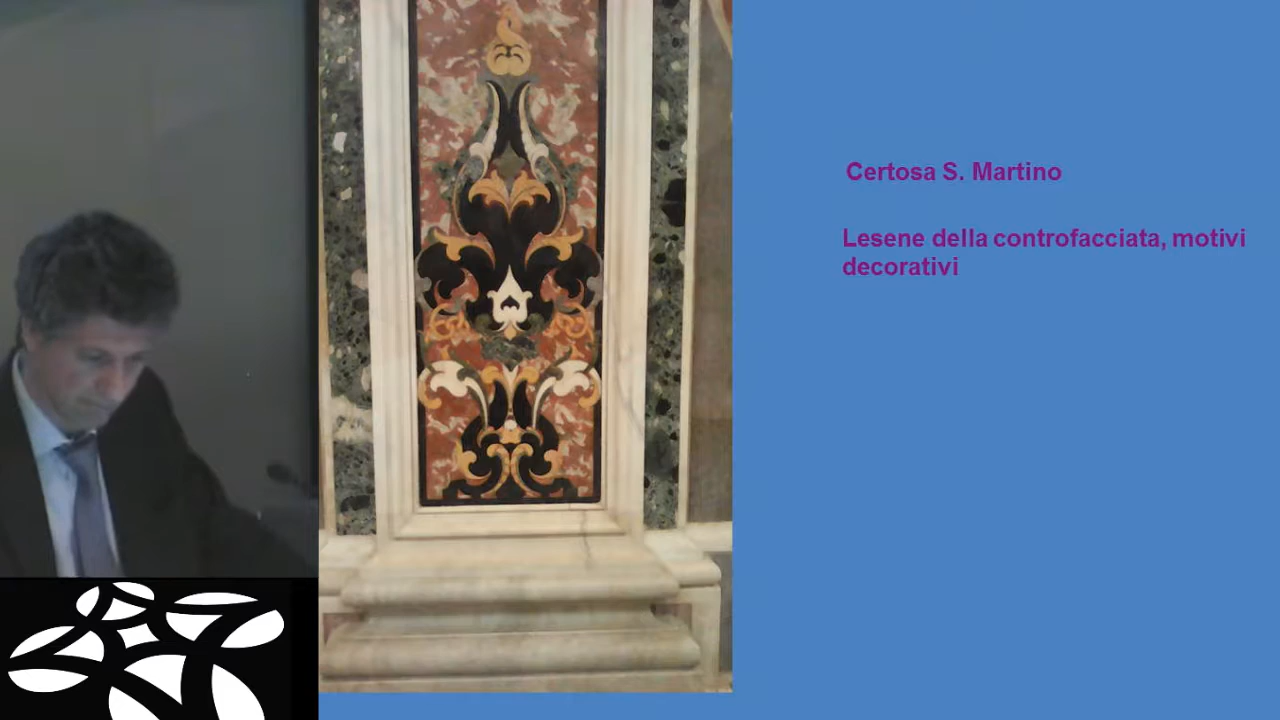 Certosa S. Martino
Lesene della controfacciata, motivi
decorativi